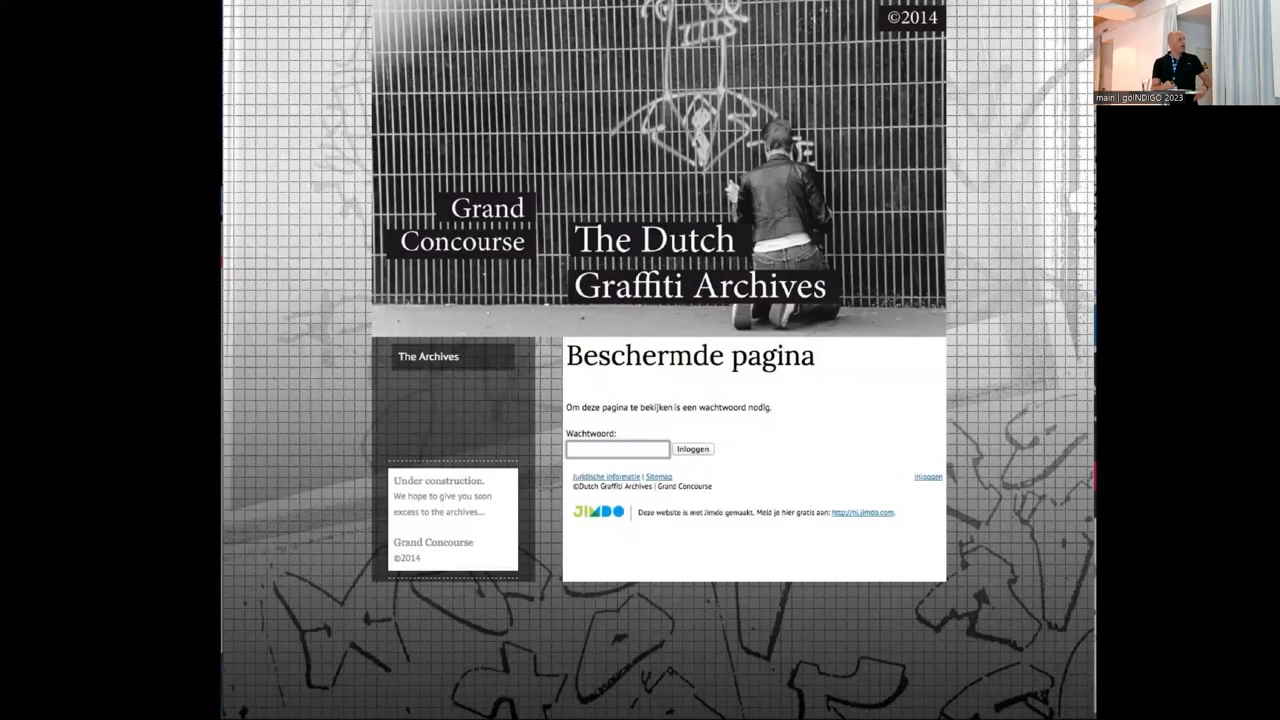 ©2014
main | goINDIGO 2023
Grand
Concourse
The Dutch
Graffiti Archives
The Archives
Beschermde pagina
Om deze pagina te bekijken is een wachtwoord nodig.
Wachtwoord:
Inloggen
Juridische informatie | Sitemap
inloggen
©Dutch Graffiti Archives | Grand Concourse
JIMDO
Deze website is met Jimdo gemaakt. Meld je hier gratis aan: http://nl.jimdo.com.
Under construction.
We hope to give you soon
excess to the archives...
Grand Concourse
©2014